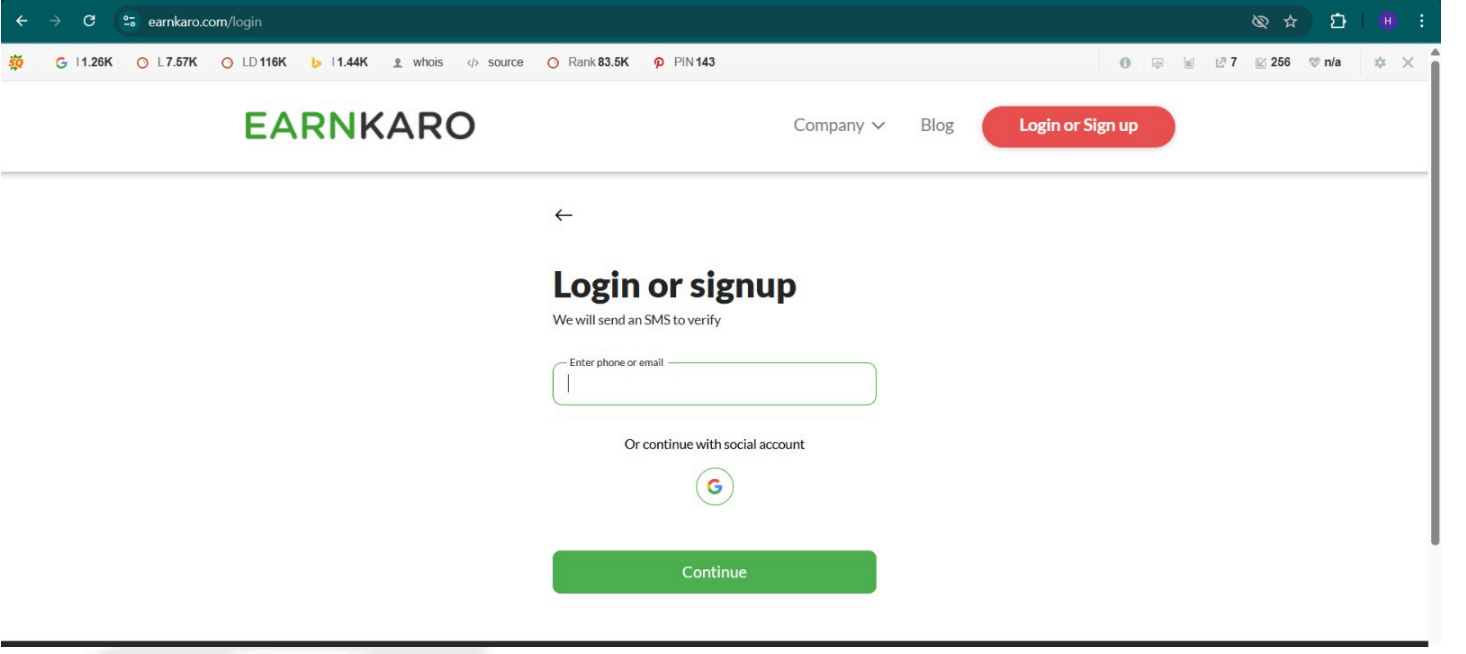 earnkaro.com/login
H
SQ
I 1.26K L 7.57K LD 116K I 1.44K whois source Rank 83.5K PIN 143 7 256 n/a
EARNKARO
Company Blog Login or Sign up
Login or signup
We will send an SMS to verify
Enter phone or email
Or continue with social account
G
Continue